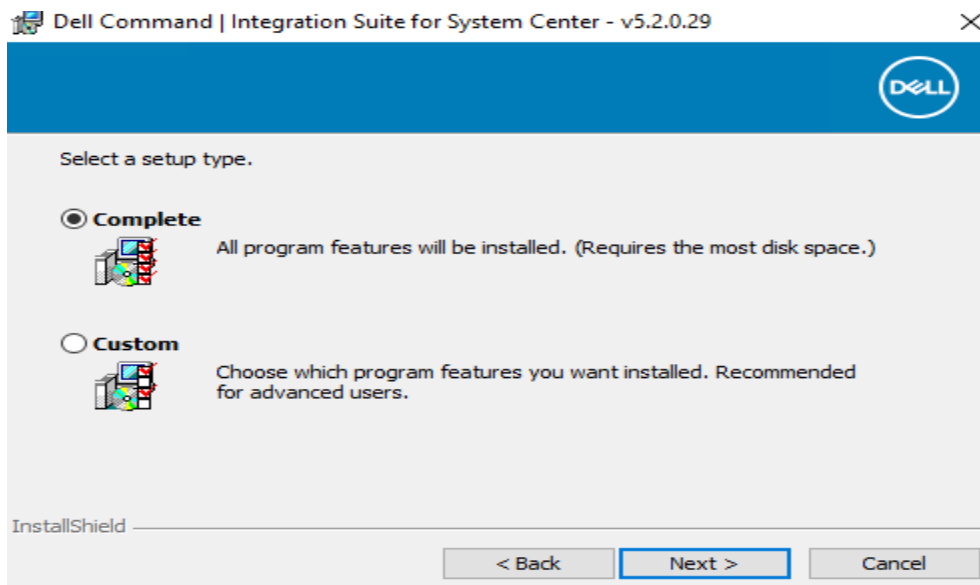 Dell Command | Integration Suite for System Center - v5.2.0.29
DELL
Select a setup type.
Complete
All program features will be installed. (Requires the most disk space.)
Custom
Choose which program features you want installed. Recommended
for advanced users.
InstallShield
< Back
Next >
Cancel